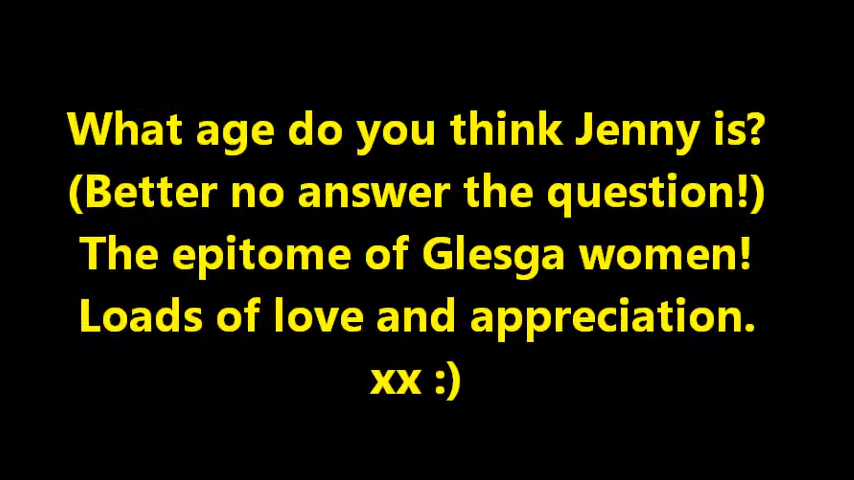 What age do you think Jenny is?
(Better no answer the question!)
The epitome of Glesga women!
Loads of love and appreciation.
xx :)